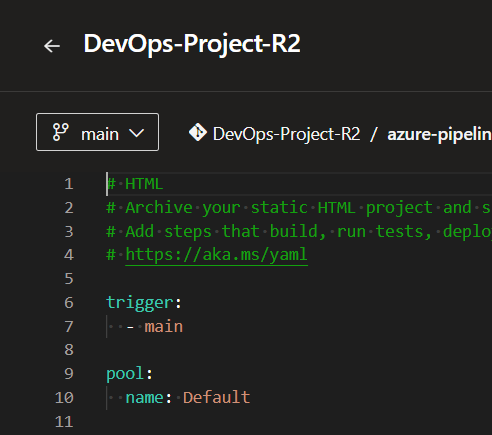 DevOps-Project-R2
main DevOps-Project-R2 / azure-pipelin
1 # HTML
2 # Archive your static HTML project and s
3 # Add steps that build, run tests, deplo
4 # https://aka.ms/yaml
5
6 trigger:
7 - main
8
9 pool:
10 name: Default
11